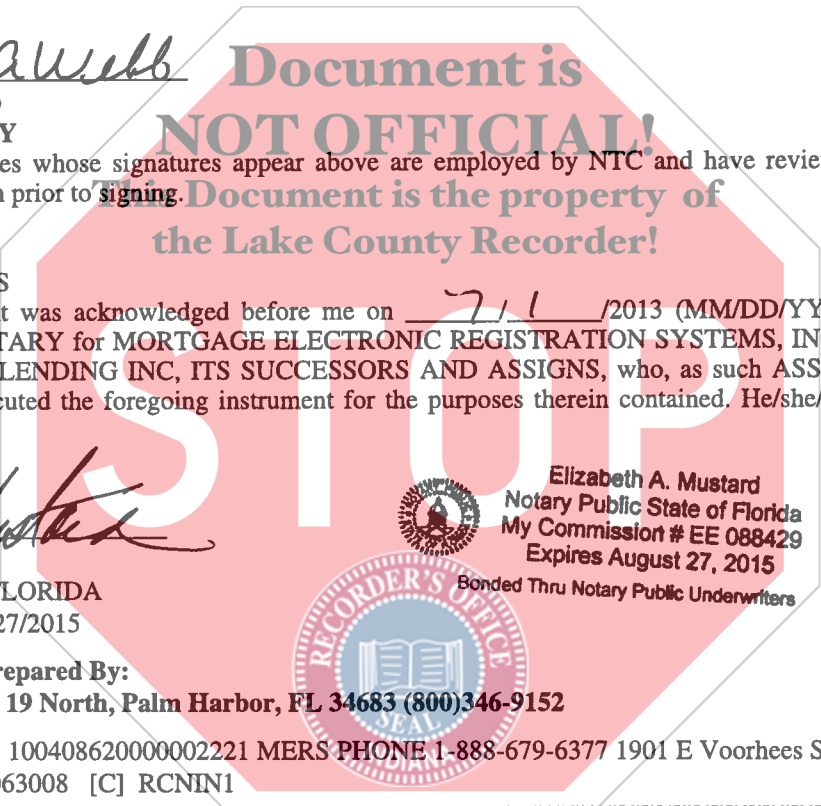 a Webb
Document is
NOT OFFICIAL!
Y
es whose signatures appear above are employed by NTC and have revie
n prior to signing.
This Document is the property of
the Lake County Recorder!
S
t was acknowledged before me on 7/1/2013 (MM/DD/YY
TARY for MORTGAGE ELECTRONIC REGISTRATION SYSTEMS, IN
LENDING INC, ITS SUCCESSORS AND ASSIGNS, who, as such ASS
cuted the foregoing instrument for the purposes therein contained. He/she/
STOP
Elizabeth A. Mustard
Notary Public State of Florida
My Commission # EE 088429
Expires August 27, 2015
Bonded Thru Notary Public Underwriters
LORIDA
27/2015
RECORDER'S OFFICE
SEAL
INDIANA
repared By:
19 North, Palm Harbor, FL 34683 (800)346-9152
100408620000002221 MERS PHONE 1-888-679-6377 1901 E Voorhees S
063008 [C] RCNIN1